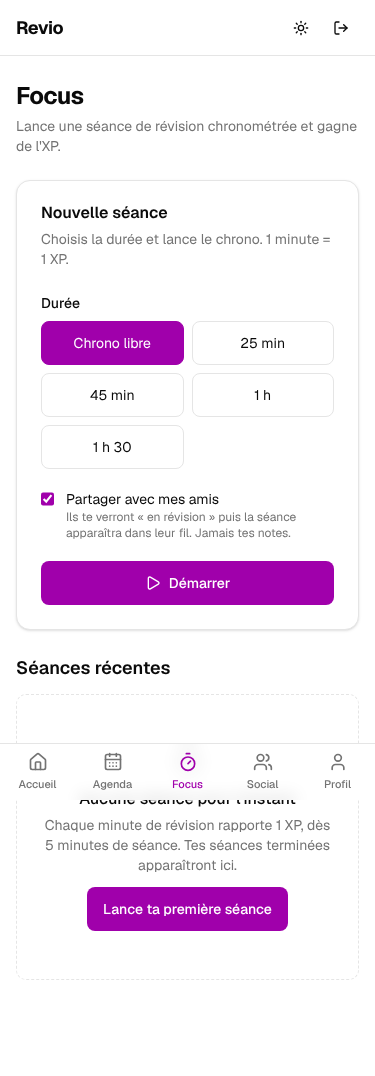 Revio
Focus
Lance une séance de révision chronométrée et gagne
de l'XP.
Nouvelle séance
Choisis la durée et lance le chrono. 1 minute =
1 XP.
Durée
Chrono libre
25 min
45 min
1 h
1 h 30
Partager avec mes amis
Ils te verront « en révision » puis la séance
apparaîtra dans leur fil. Jamais tes notes.
Démarrer
Séances récentes
Accueil
Agenda
Focus
Social
Profil
Aucune séance pour l'instant
Chaque minute de révision rapporte 1 XP, dès
5 minutes de séance. Tes séances terminées
apparaîtront ici.
Lance ta première séance